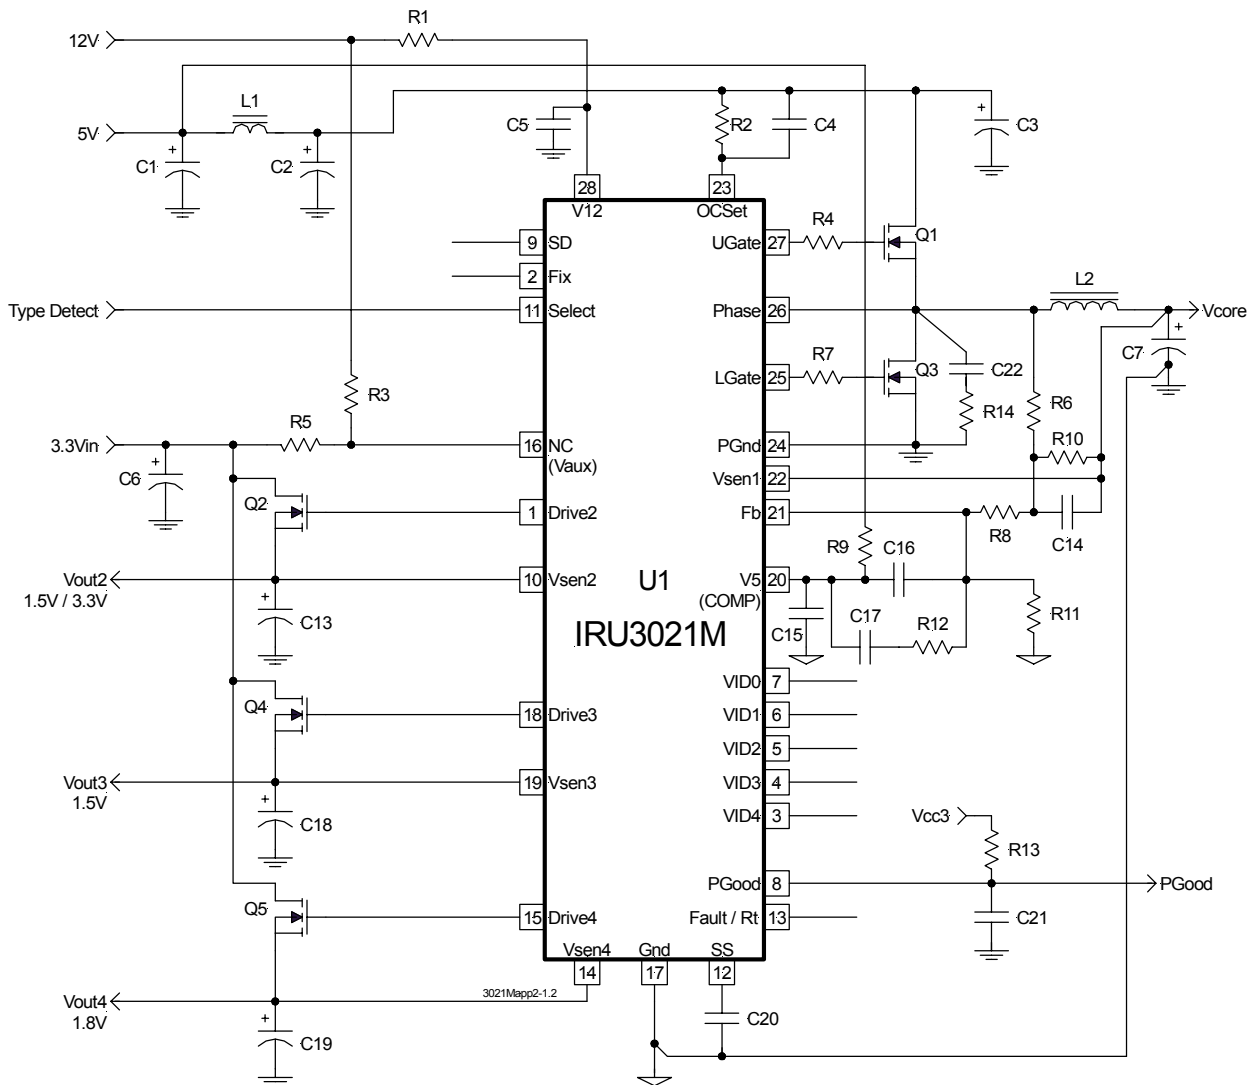 R1
12V
L1
5V
C1
C2
C5
R2
C4
C3
28
23
V12
OCSet
9
SD
UGate
27
R4
Q1
2
Fix
L2
Type Detect
11
Select
Phase
26
Vcore
C7
R3
LGate
25
R7
Q3
C22
R14
R6
R5
R10
3.3Vin
16
NC
(Vaux)
PGnd
24
C6
Vsen1
22
Q2
1
Drive2
Fb
21
R8
C14
R9
C16
Vout2
1.5V / 3.3V
10
Vsen2
U1
V5
(COMP)
20
C13
IRU3021M
C15
C17
R12
R11
VID0
7
Q4
18
Drive3
VID1
6
VID2
5
Vout3
1.5V
19
Vsen3
VID3
4
C18
VID4
3
Vcc3
R13
PGood
8
PGood
Q5
15
Drive4
Fault / Rt
13
C21
Vsen4
Gnd
SS
14
17
12
Vout4
1.8V
3021Mapp2-1.2
C20
C19